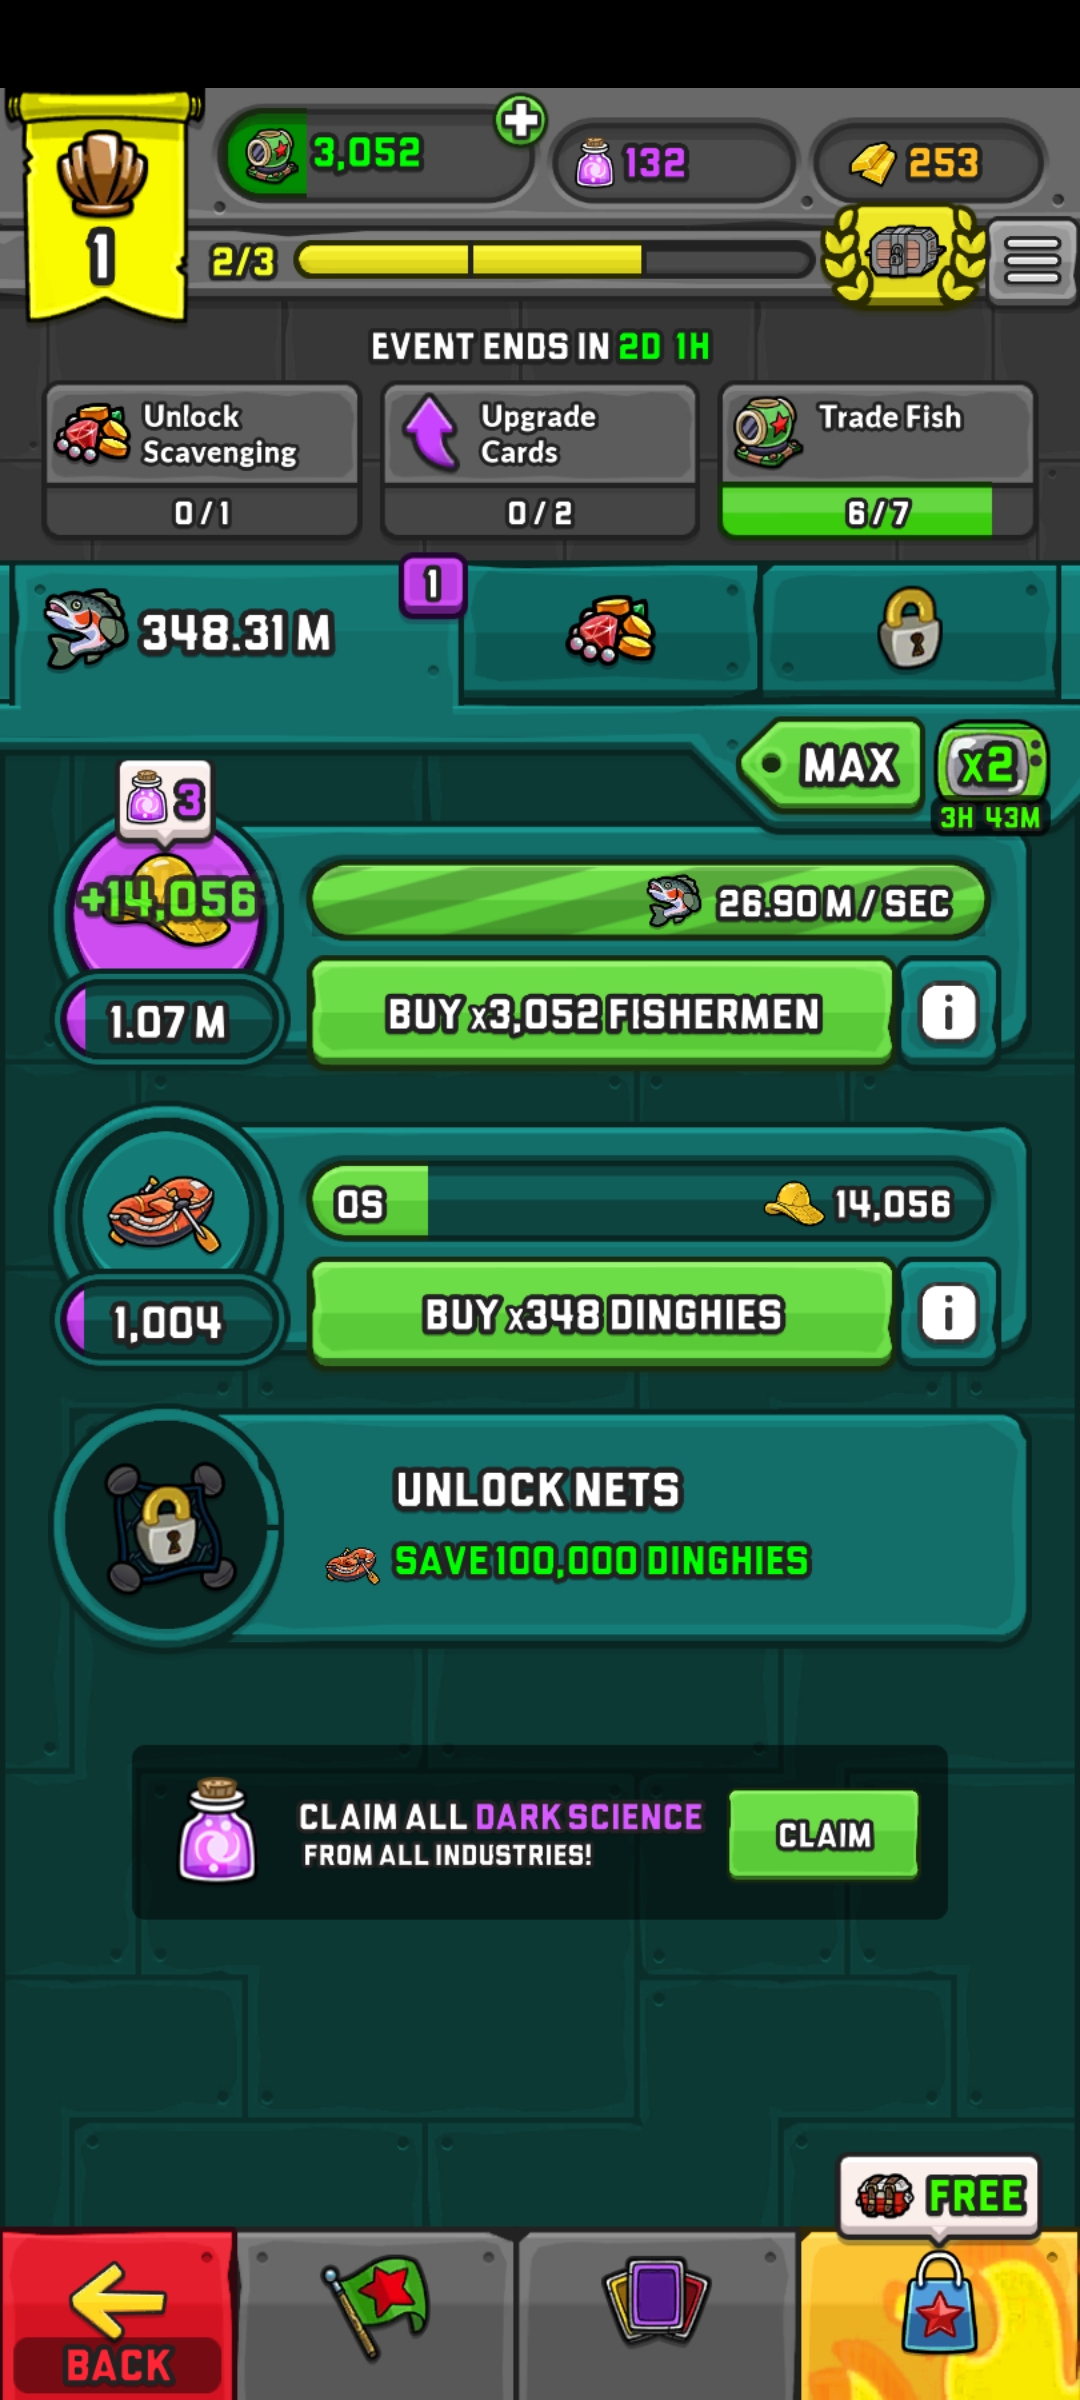 3,052
132
253
1
2/3
EVENT ENDS IN 2D 1H
Unlock
Scavenging
0/1
Upgrade
Cards
0/2
Trade Fish
6/7
348.31 M
1
MAX
x2
3H 43M
3
+14,056
26.90 M / SEC
1.07 M
BUY x3,052 FISHERMEN
i
0S
14,056
1,004
BUY x348 DINGHIES
i
UNLOCK NETS
SAVE 100,000 DINGHIES
CLAIM ALL DARK SCIENCE
FROM ALL INDUSTRIES!
CLAIM
FREE
BACK